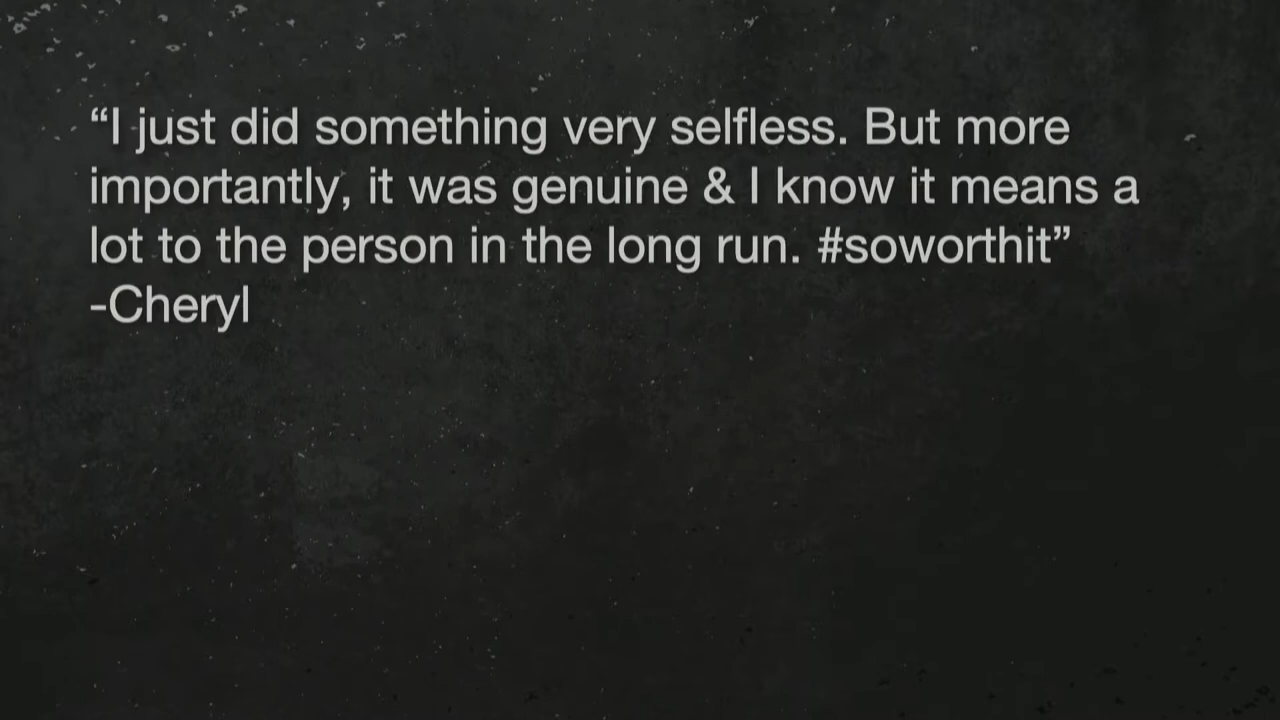 “I just did something very selfless. But more
importantly, it was genuine & I know it means a
lot to the person in the long run. #soworthit”
-Cheryl